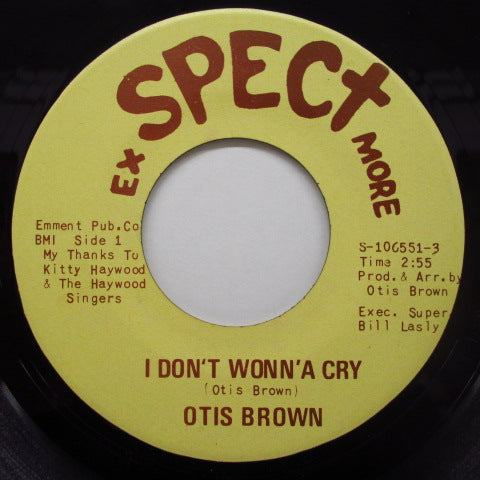 Ex SPECt MORE
Emment Pub.Co
BMI Side 1
My Thanks To
Kitty Haywood
& The Haywood
Singers
S-106551-3
Time 2:55
Prod.& Arr.by
Otis Brown
Exec. Super
Bill Lasly
I DON'T WONN'A CRY
(Otis Brown)
OTIS BROWN